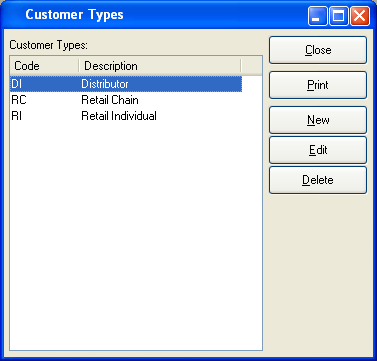 Customer Types
Customer Types:
Code Description
DI Distributor
RC Retail Chain
RI Retail Individual
Close
Print
New
Edit
Delete